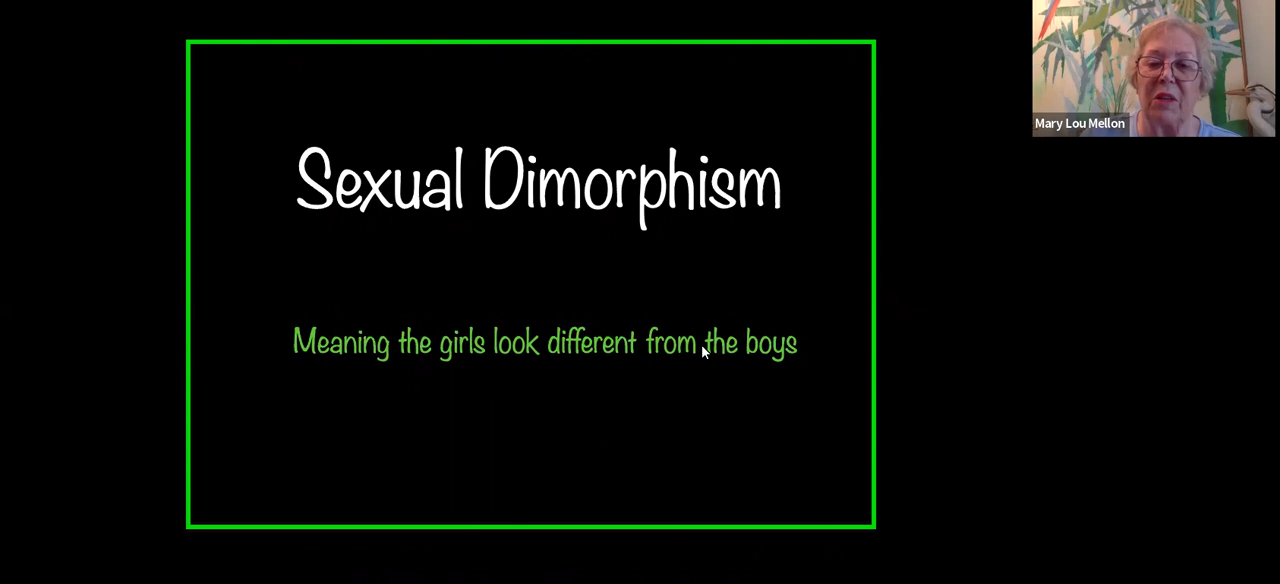 Sexual Dimorphism
Meaning the girls look different from the boys
Mary Lou Mellon